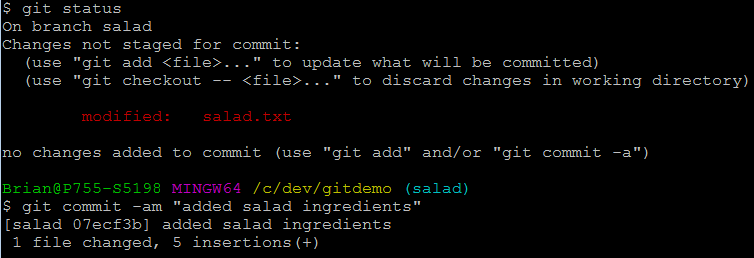 $ git status
On branch salad
Changes not staged for commit:
  (use "git add <file>..." to update what will be committed)
  (use "git checkout -- <file>..." to discard changes in working directory)
        modified:   salad.txt
no changes added to commit (use "git add" and/or "git commit -a")
Brian@P755-S5198 MINGW64 /c/dev/gitdemo (salad)
$ git commit -am "added salad ingredients"
[salad 07ecf3b] added salad ingredients
 1 file changed, 5 insertions(+)